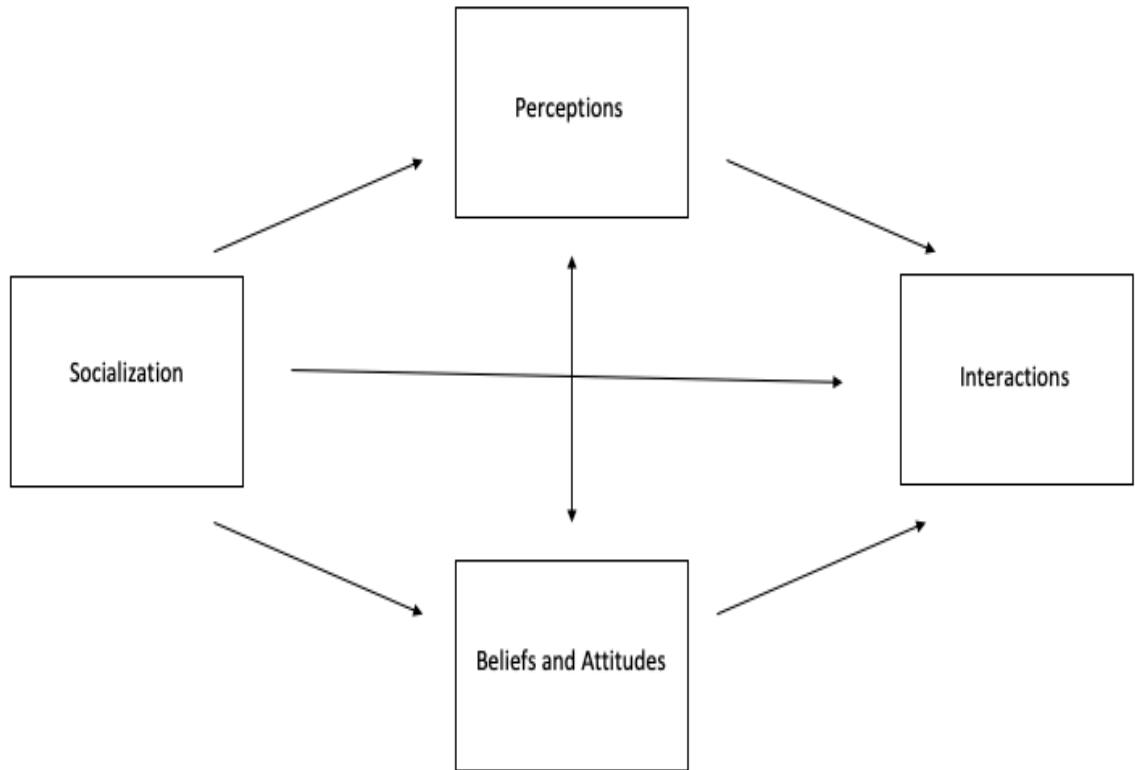 Perceptions
Socialization
Interactions
Beliefs and Attitudes